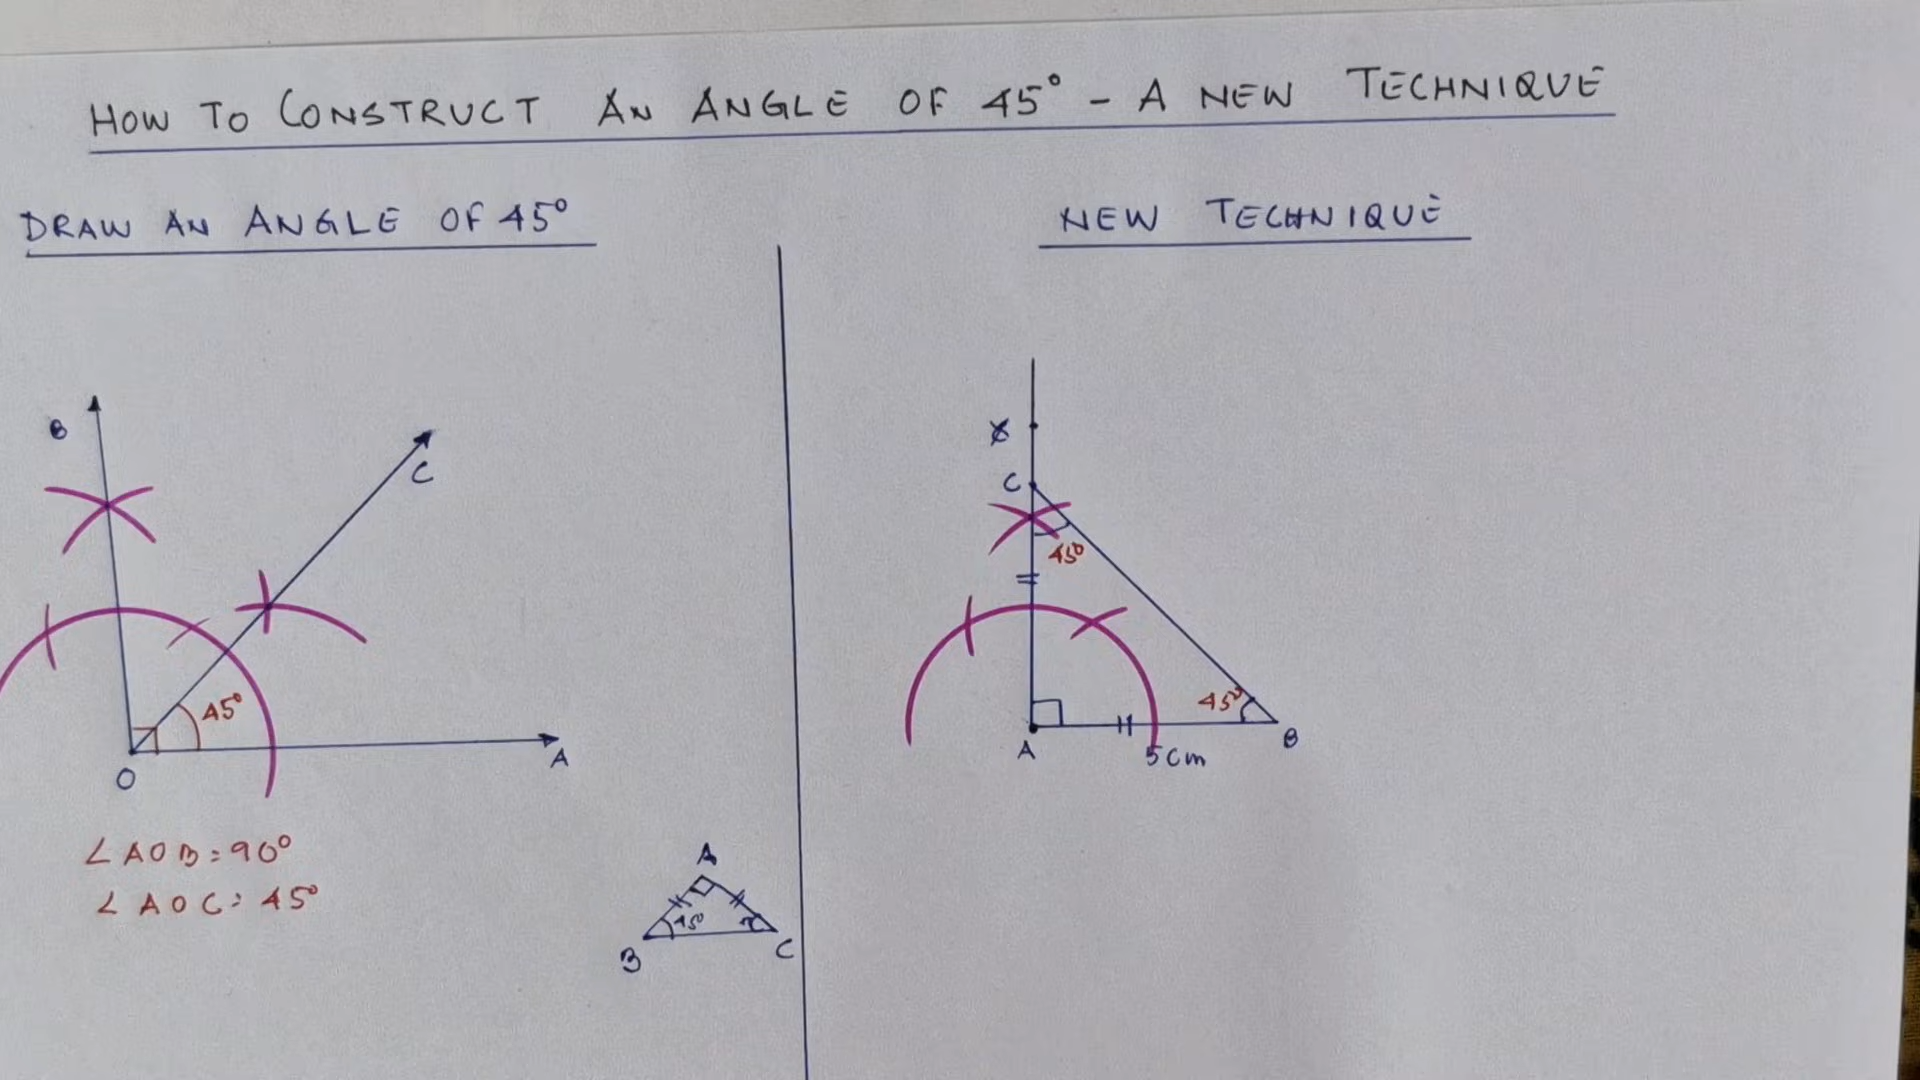 HOW TO CONSTRUCT AN ANGLE OF 45° - A NEW TECHNIQUE
DRAW AN ANGLE OF 45°
B
C
45°
O
A
∠AOB=90°
∠AOC=45°
A
45°
x
B
C
NEW TECHNIQUE
X
C
45°
45°
A
5cm
B